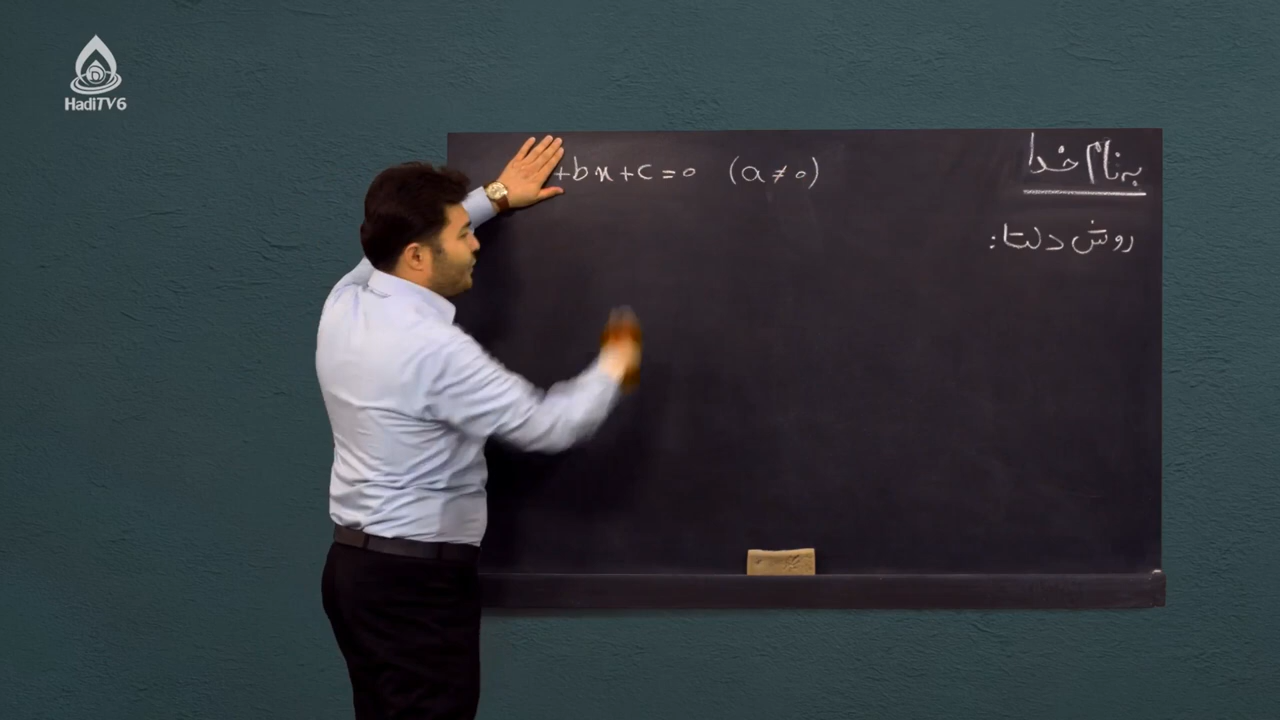 HadiTV6
به نام خدا
+bx+c=0 (a≠0)
روش دلتا: